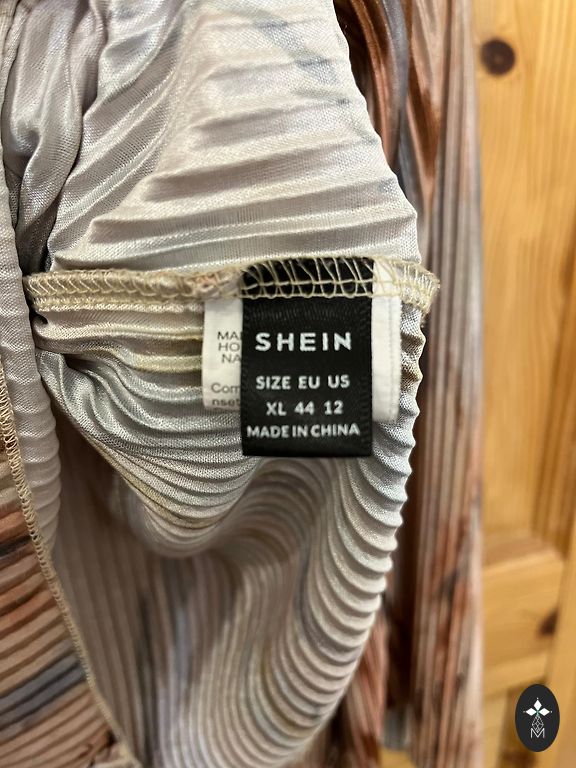 SHEIN
SIZE EU US
XL 44 12
MADE IN CHINA